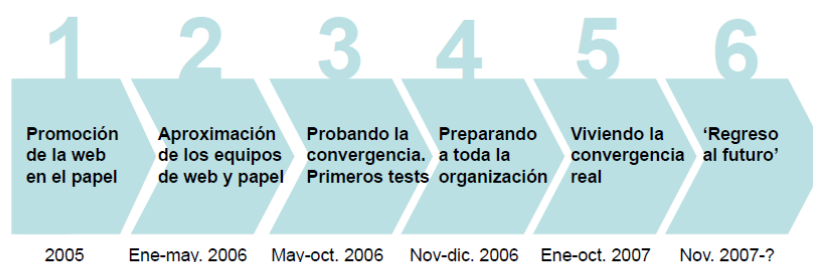 1
2
3
4
5
6
Promoción
de la web
en el papel
Aproximación
de los equipos
de web y papel
Probando la
convergencia.
Primeros tests
Preparando
a toda la
organización
Viviendo la
convergencia
real
‘Regreso
al futuro’
2005
Ene-may. 2006
May-oct. 2006
Nov-dic. 2006
Ene-oct. 2007
Nov. 2007-?